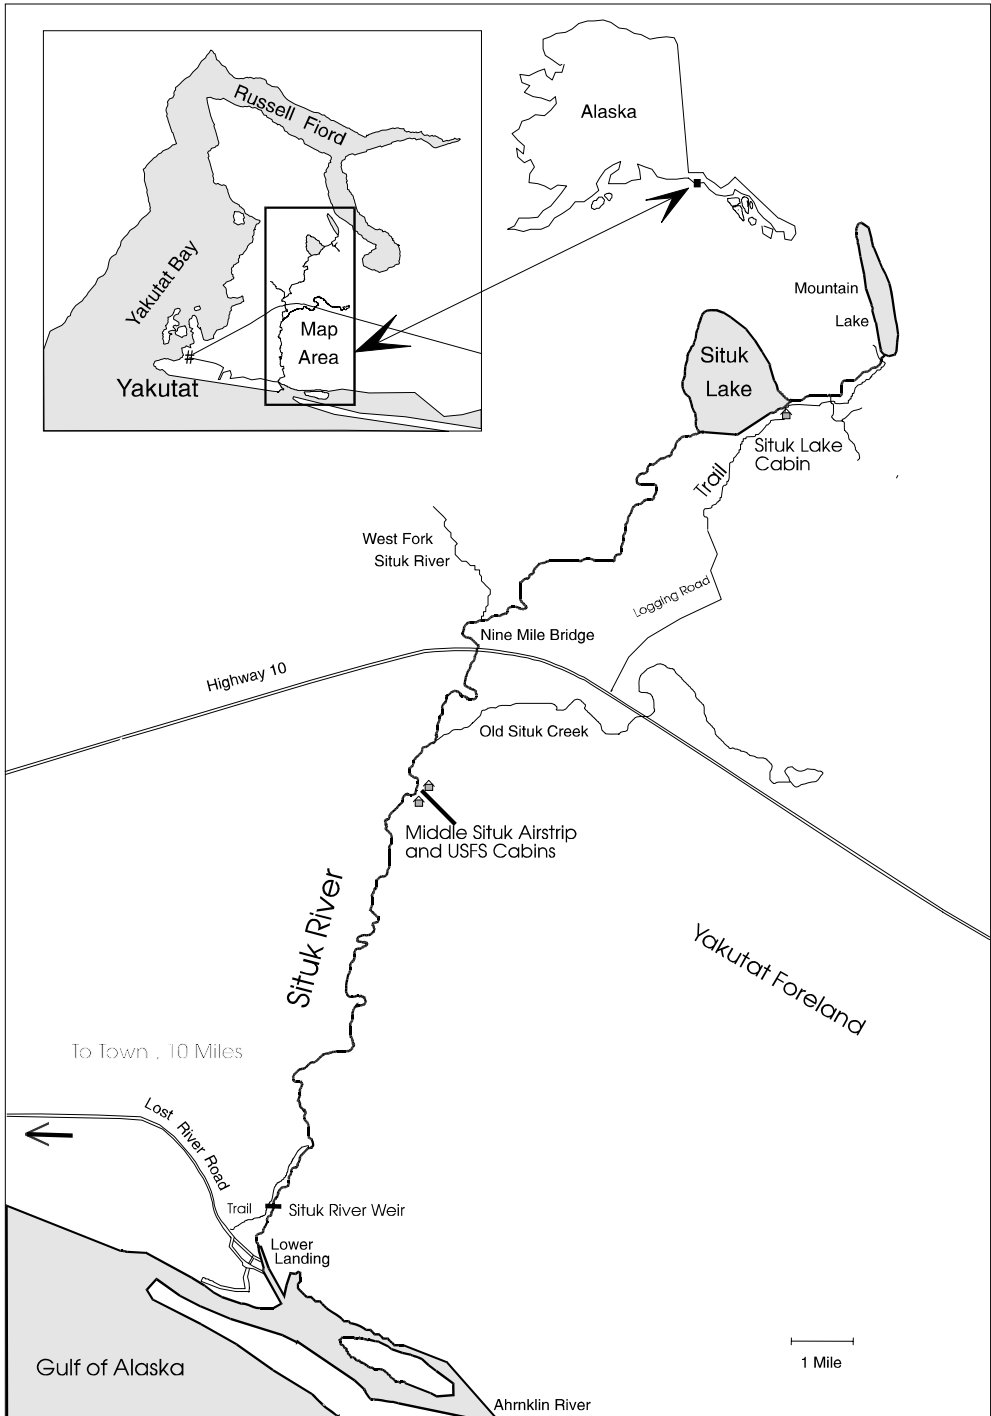 Alaska
Russell Fiord
Yakutat Bay
Map
Area
#
Yakutat
Mountain
Lake
Situk
Lake
Situk Lake
Cabin
Trail
West Fork
Situk River
Logging Road
Nine Mile Bridge
Highway 10
Old Situk Creek
Middle Situk Airstrip
and USFS Cabins
Situk River
Yakutat Foreland
To Town , 10 Miles
Lost River Road
Trail
Situk River Weir
Lower
Landing
Gulf of Alaska
1 Mile
Ahrnklin River